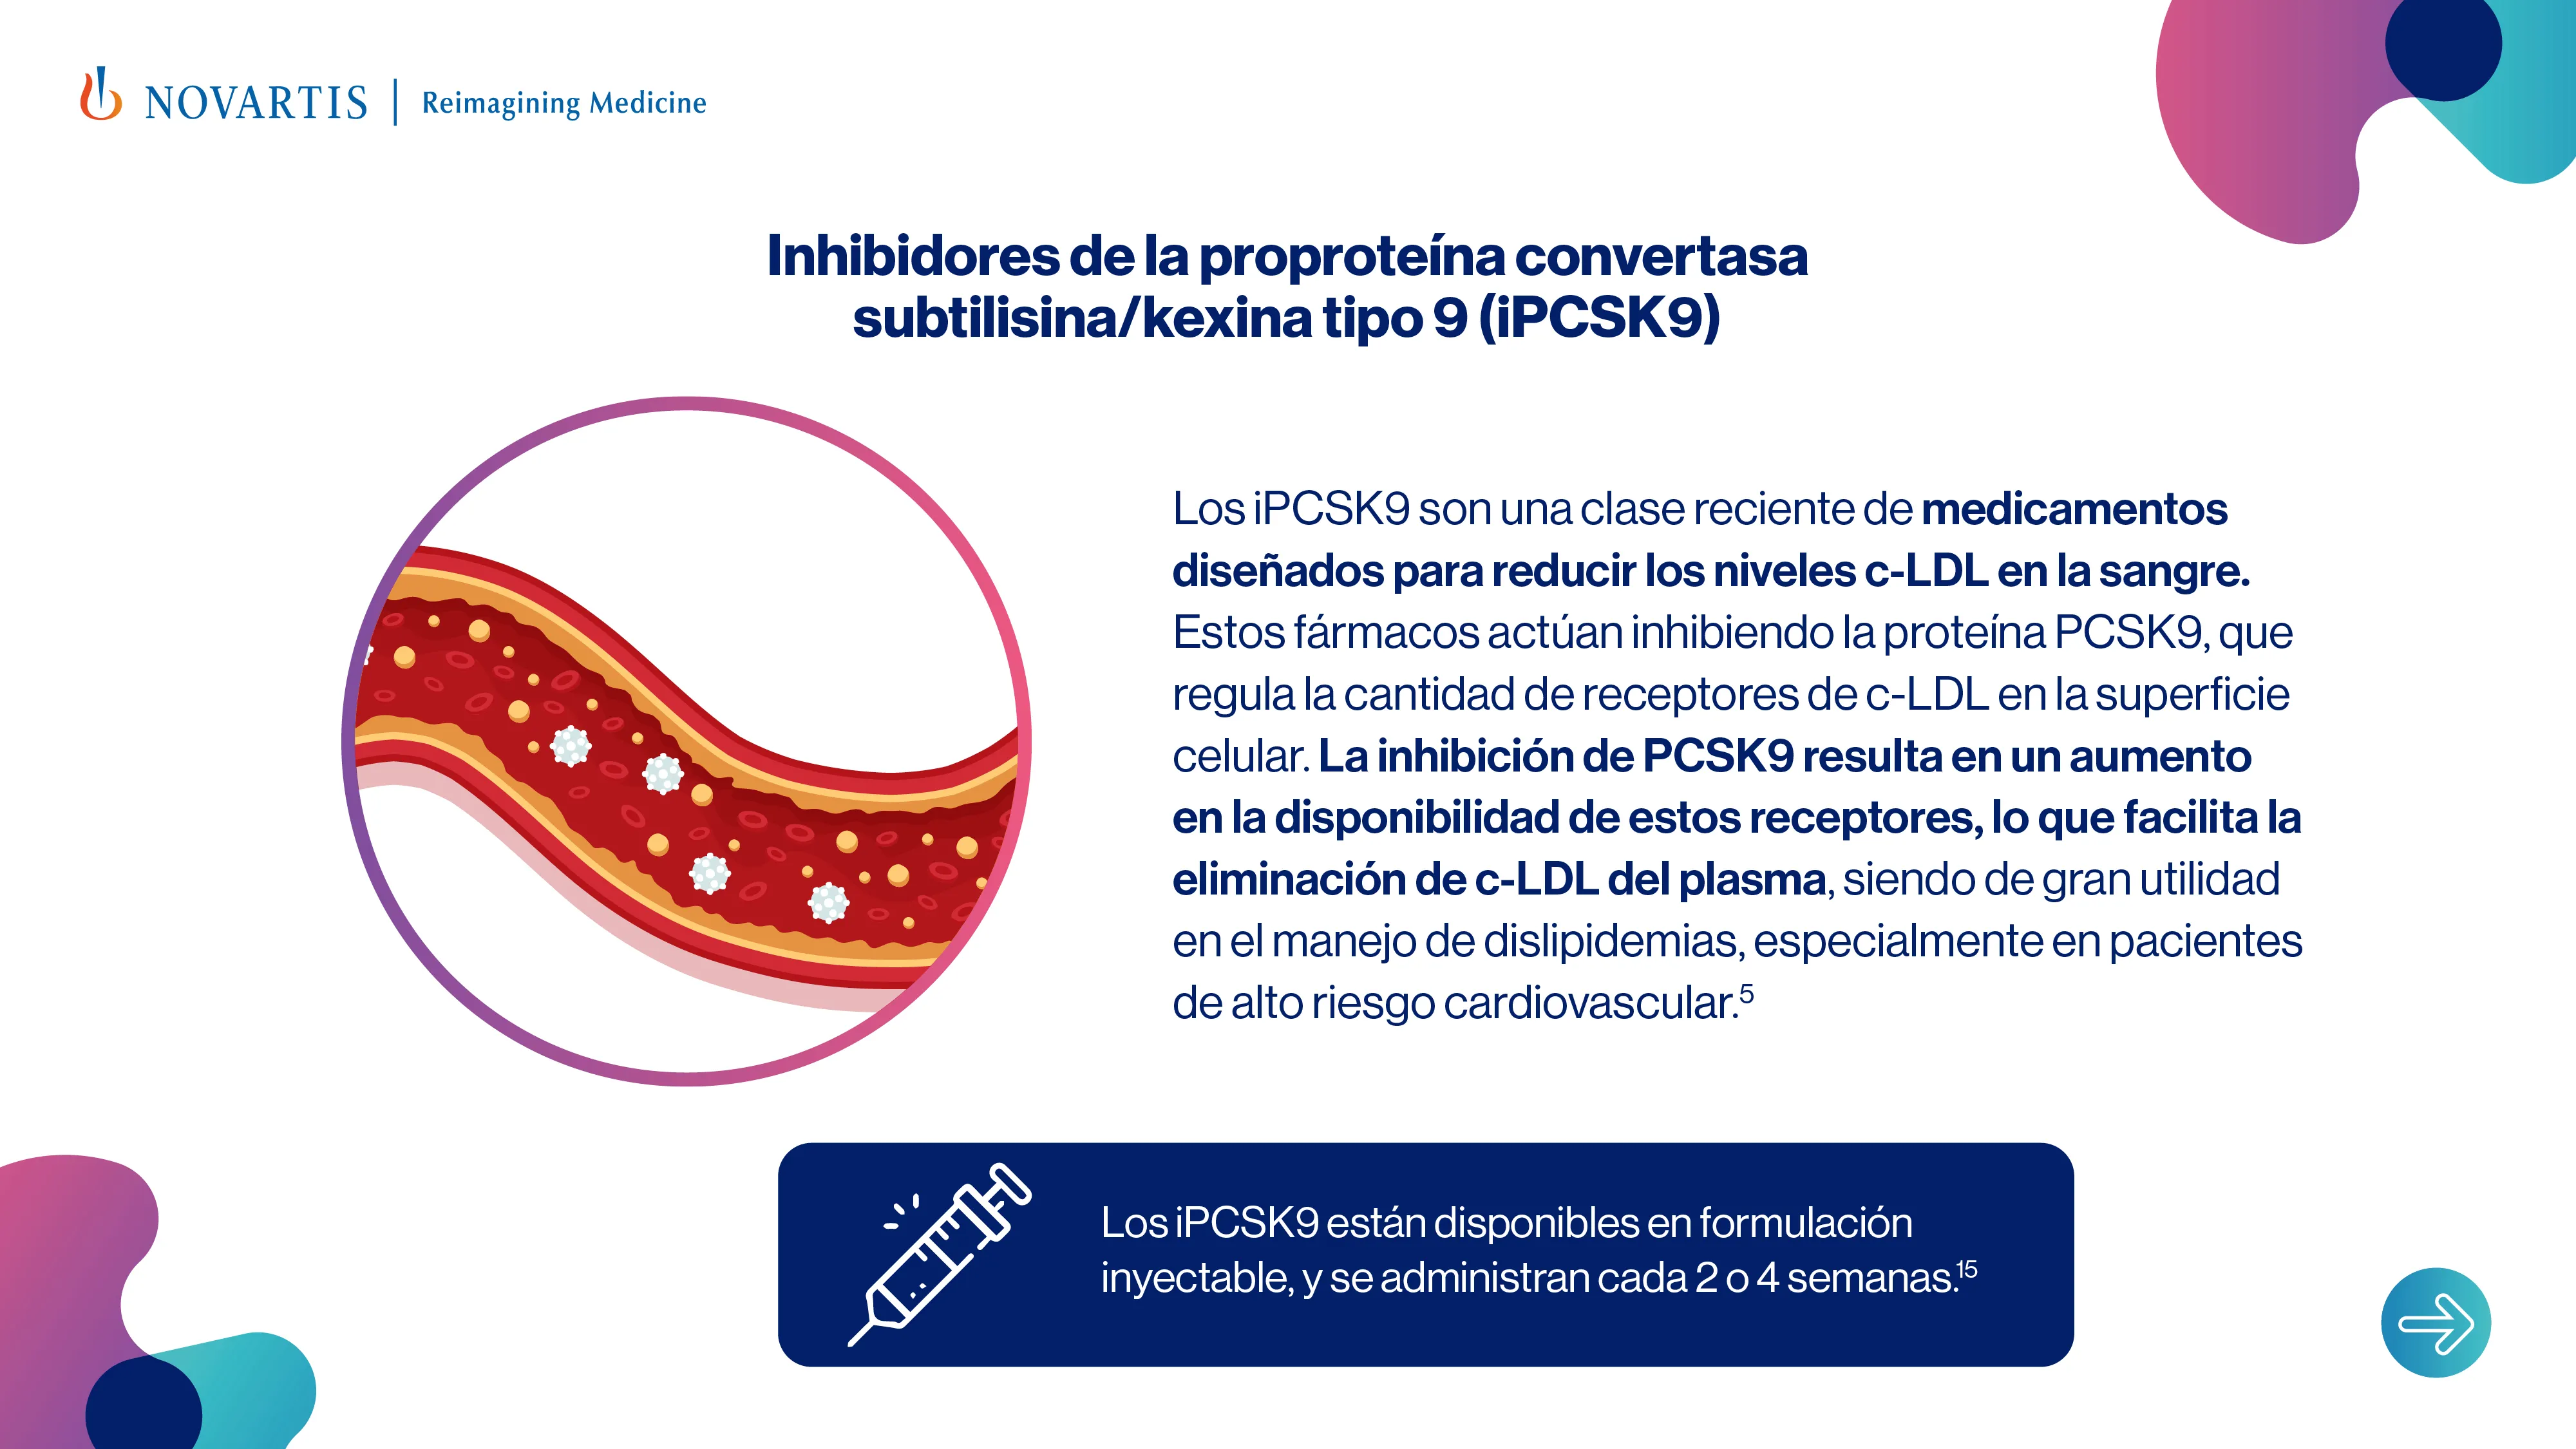 NOVARTIS | Reimagining Medicine
Inhibidores de la proproteína convertasa
subtilisina/kexina tipo 9 (iPCSK9)
Los iPCSK9 son una clase reciente de medicamentos
diseñados para reducir los niveles c-LDL en la sangre.
Estos fármacos actúan inhibiendo la proteína PCSK9, que
regula la cantidad de receptores de c-LDL en la superficie
celular. La inhibición de PCSK9 resulta en un aumento
en la disponibilidad de estos receptores, lo que facilita la
eliminación de c-LDL del plasma, siendo de gran utilidad
en el manejo de dislipidemias, especialmente en pacientes
de alto riesgo cardiovascular.⁵
Los iPCSK9 están disponibles en formulación
inyectable, y se administran cada 2 o 4 semanas.¹⁵